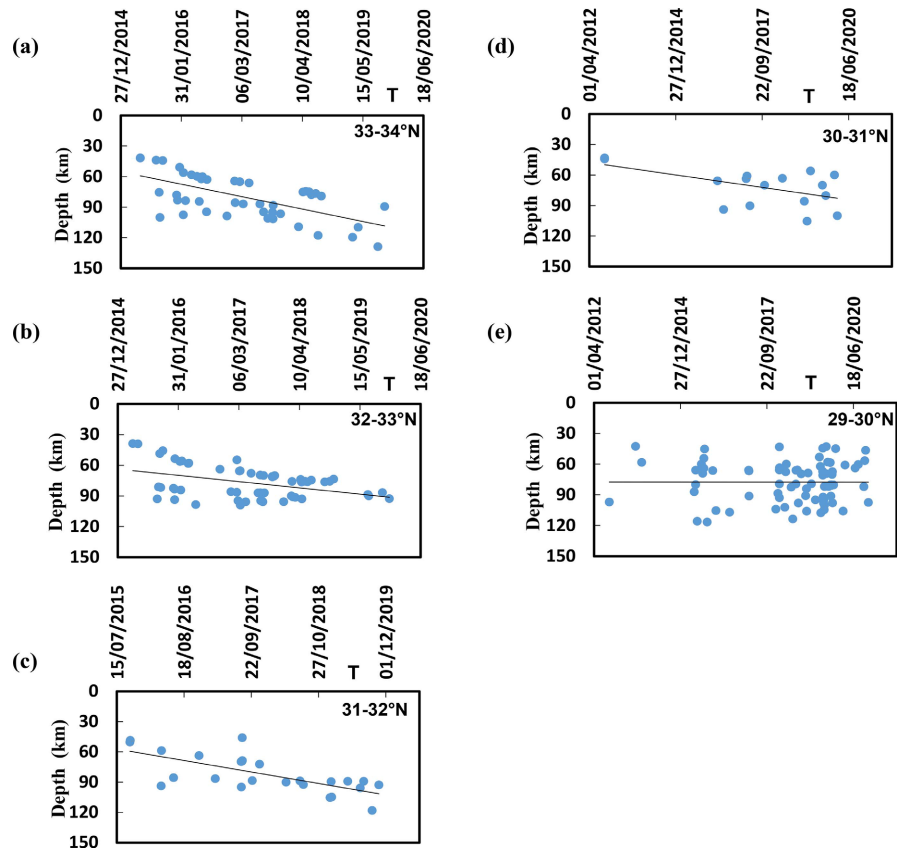 (a)
27/12/2014
31/01/2016
06/03/2017
10/04/2018
15/05/2019
18/06/2020
T
33-34°N
Depth (km)
0
30
60
90
120
150
(b)
27/12/2014
31/01/2016
06/03/2017
10/04/2018
15/05/2019
18/06/2020
T
32-33°N
Depth (km)
0
30
60
90
120
150
(c)
15/07/2015
18/08/2016
22/09/2017
27/10/2018
01/12/2019
T
31-32°N
Depth (km)
0
30
60
90
120
150
(d)
01/04/2012
27/12/2014
22/09/2017
18/06/2020
T
30-31°N
Depth (km)
0
30
60
90
120
150
(e)
01/04/2012
27/12/2014
22/09/2017
18/06/2020
T
29-30°N
Depth (km)
0
30
60
90
120
150